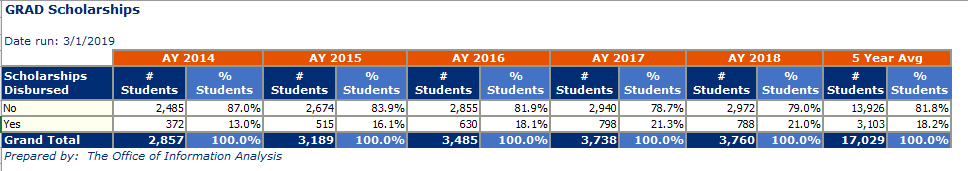 GRAD Scholarships
Date run: 3/1/2019
AY 2014 AY 2015 AY 2016 AY 2017 AY 2018 5 Year Avg
Scholarships Disbursed # Students % Students # Students % Students # Students % Students # Students % Students # Students % Students # Students % Students
No 2,485 87.0% 2,674 83.9% 2,855 81.9% 2,940 78.7% 2,972 79.0% 13,926 81.8%
Yes 372 13.0% 515 16.1% 630 18.1% 798 21.3% 788 21.0% 3,103 18.2%
Grand Total 2,857 100.0% 3,189 100.0% 3,485 100.0% 3,738 100.0% 3,760 100.0% 17,029 100.0%
Prepared by: The Office of Information Analysis